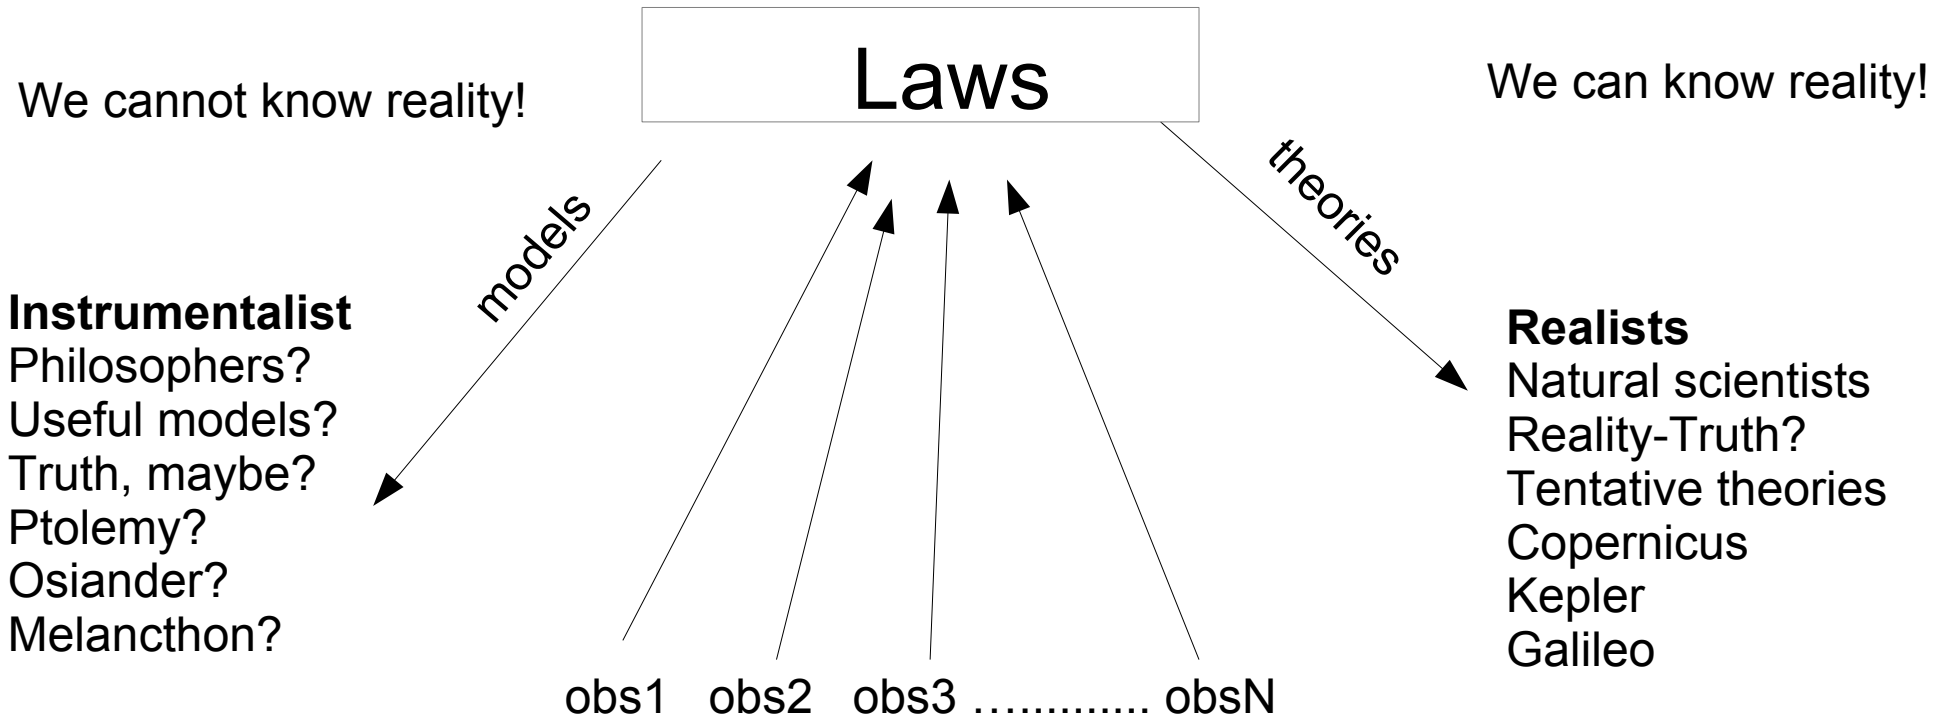 Laws
We cannot know reality!
We can know reality!
models
theories
Instrumentalist
Philosophers?
Useful models?
Truth, maybe?
Ptolemy?
Osiander?
Melancthon?
Realists
Natural scientists
Reality-Truth?
Tentative theories
Copernicus
Kepler
Galileo
obs1 obs2 obs3 …........... obsN